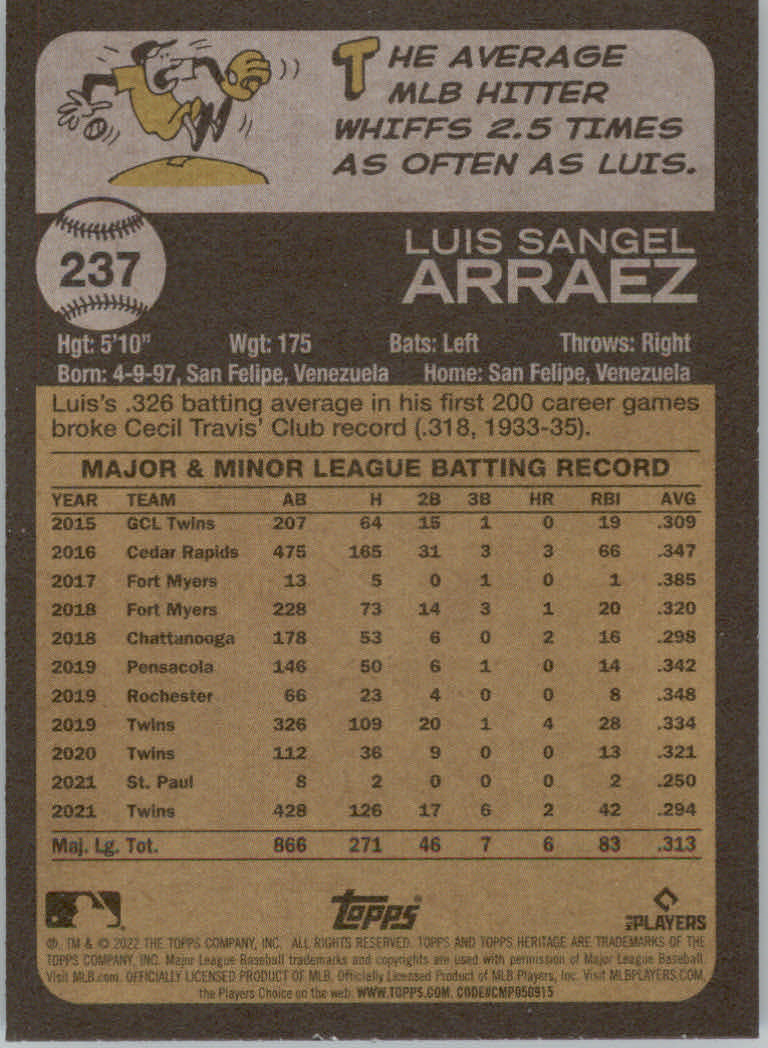 THE AVERAGE
MLB HITTER
WHIFFS 2.5 TIMES
AS OFTEN AS LUIS.
237
LUIS SANGEL
ARRAEZ
Hgt: 5'10" Wgt: 175 Bats: Left Throws: Right
Born: 4-9-97, San Felipe, Venezuela Home: San Felipe, Venezuela
Luis's .326 batting average in his first 200 career games
broke Cecil Travis' Club record (.318, 1933-35).
MAJOR & MINOR LEAGUE BATTING RECORD
YEAR TEAM AB H 2B 3B HR RBI AVG
2015 GCL Twins 207 64 15 1 0 19 .309
2016 Cedar Rapids 475 165 31 3 3 66 .347
2017 Fort Myers 13 5 0 1 0 1 .385
2018 Fort Myers 228 73 14 3 1 20 .320
2018 Chattanooga 178 53 6 0 2 16 .298
2019 Pensacola 146 50 6 1 0 14 .342
2019 Rochester 66 23 4 0 0 8 .348
2019 Twins 326 109 20 1 4 28 .334
2020 Twins 112 36 9 0 0 13 .321
2021 St. Paul 8 2 0 0 0 2 .250
2021 Twins 428 126 17 6 2 42 .294
Maj. Lg. Tot. 866 271 46 7 6 83 .313
topps
MLB PLAYERS
®, TM & © 2022 THE TOPPS COMPANY, INC. ALL RIGHTS RESERVED. TOPPS AND TOPPS HERITAGE ARE TRADEMARKS OF THE
TOPPS COMPANY, INC. Major League Baseball trademarks and copyrights are used with permission of Major League Baseball.
Visit MLB.com. OFFICIALLY LICENSED PRODUCT OF MLB. Officially Licensed Product of MLB Players, Inc. Visit MLBPLAYERS.COM,
the Players Choice on the web. WWW.TOPPS.COM. CODE#CMP050915